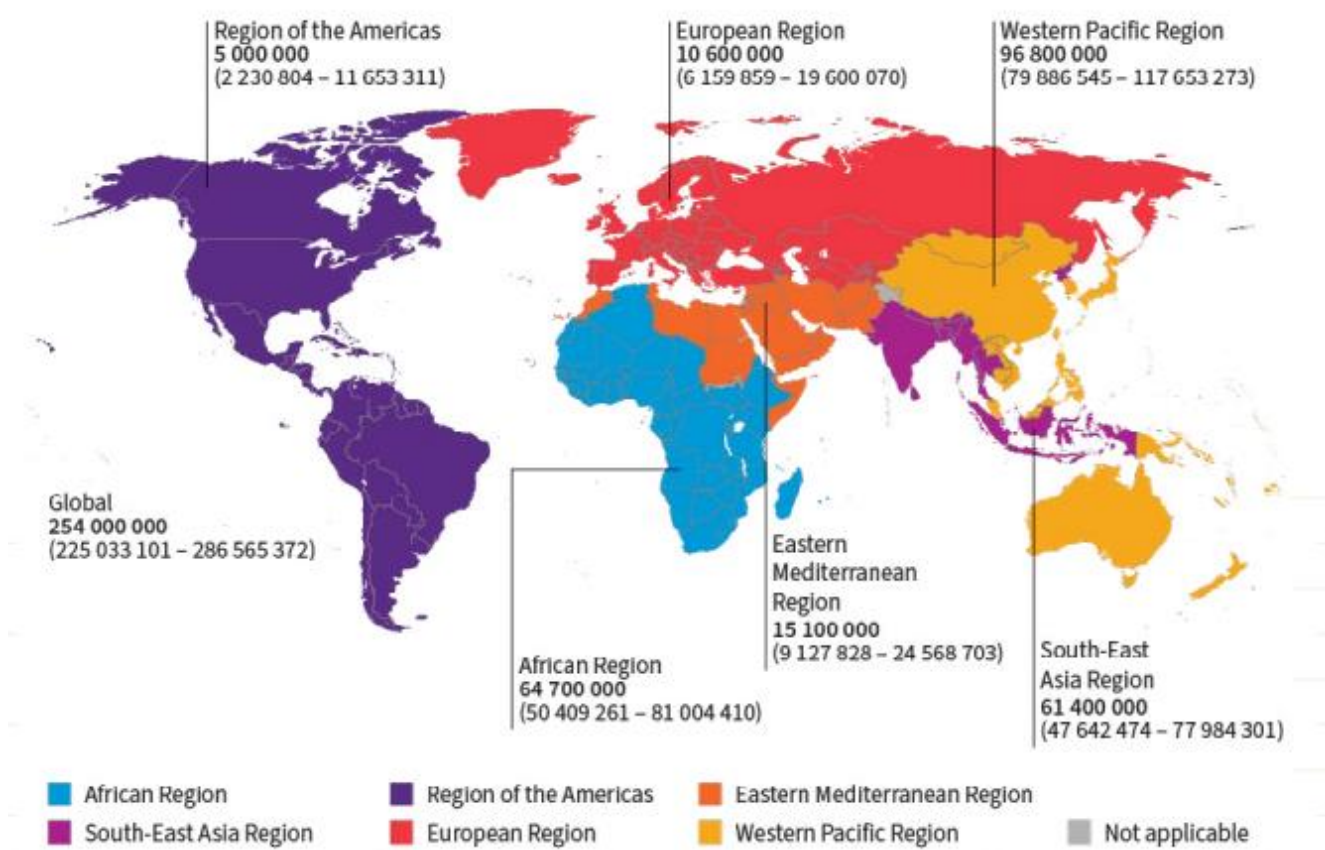 Region of the Americas
5 000 000
(2 230 804 – 11 653 311)
European Region
10 600 000
(6 159 859 – 19 600 070)
Western Pacific Region
96 800 000
(79 886 545 – 117 653 273)
Global
254 000 000
(225 033 101 – 286 565 372)
African Region
64 700 000
(50 409 261 – 81 004 410)
Eastern
Mediterranean
Region
15 100 000
(9 127 828 – 24 568 703)
South-East
Asia Region
61 400 000
(47 642 474 – 77 984 301)
African Region
Region of the Americas
Eastern Mediterranean Region
South-East Asia Region
European Region
Western Pacific Region
Not applicable